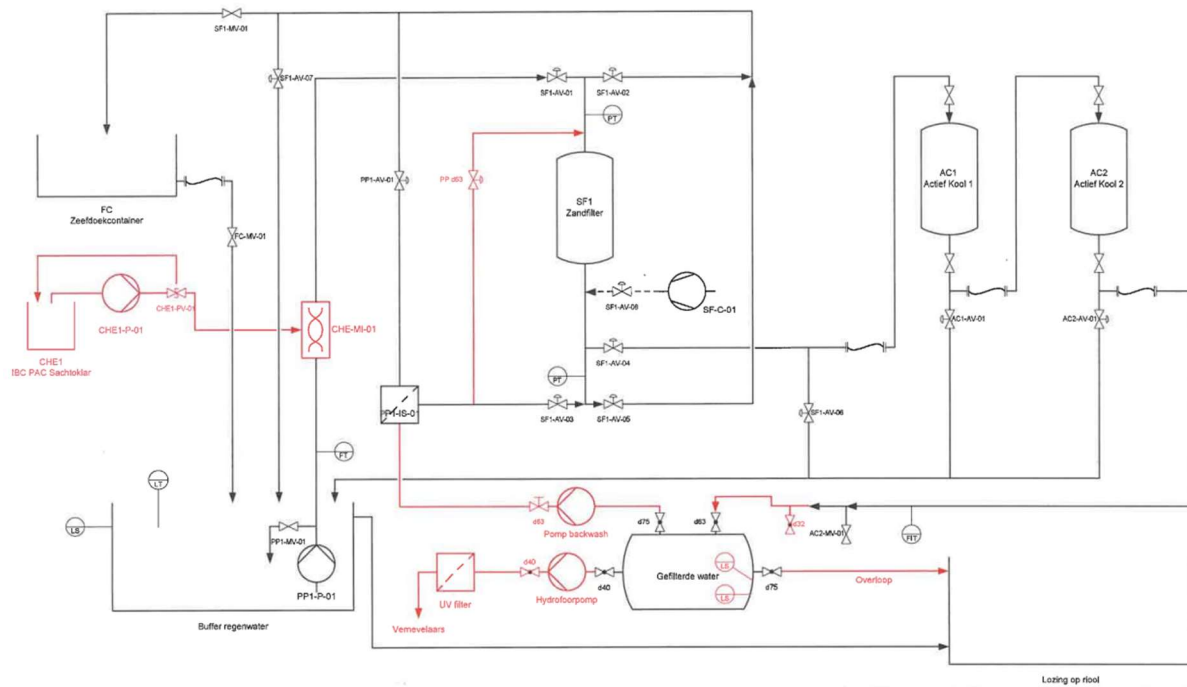 SF1-MV-01
SF1-AV-07
SF1-AV-01
SF1-AV-02
PT
FC
Zeefdoekcontainer
FC-MV-01
PP1-AV-01
PP d63
SF1
Zandfilter
AC1
Actief Kool 1
AC2
Actief Kool 2
CHE1-PV-01
CHE1-P-01
CHE-MI-01
SF1-AV-08
SF-C-01
AC1-AV-01
AC2-AV-01
CHE1
IBC PAC Sachtoklar
SF1-AV-04
PT
PP1-IS-01
SF1-AV-03
SF1-AV-05
SF1-AV-06
FT
LT
LS
PP1-MV-01
PP1-P-01
Buffer regenwater
d63
Pomp backwash
d75
d63
d32
AC2-MV-01
FIT
Gefilterde water
LS
LS
d40
Hydrofoorpomp
d40
UV filter
Vernevelaars
d75
Overloop
Lozing op riool